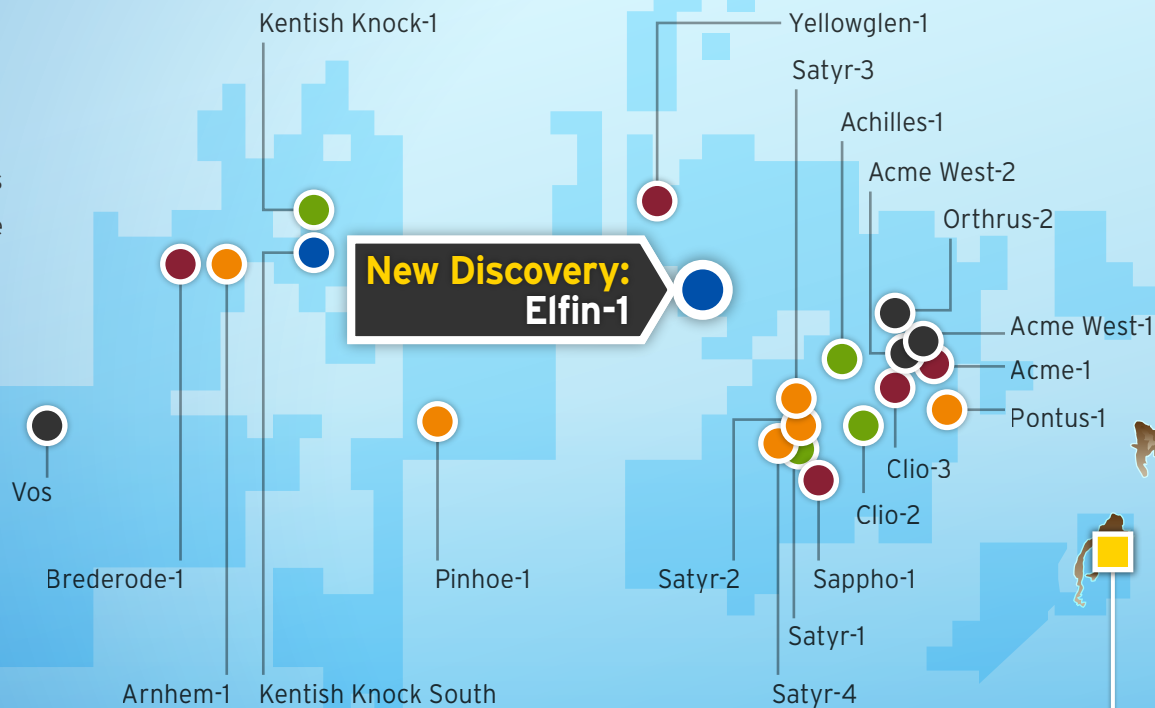 Kentish Knock-1
Yellowglen-1
Satyr-3
Achilles-1
Acme West-2
s
Orthrus-2
e
New Discovery:
Elfin-1
Acme West-1
Acme-1
Pontus-1
Clio-3
Vos
Clio-2
Brederode-1
Pinhoe-1
Satyr-2
Sappho-1
Satyr-1
Arnhem-1
Kentish Knock South
Satyr-4